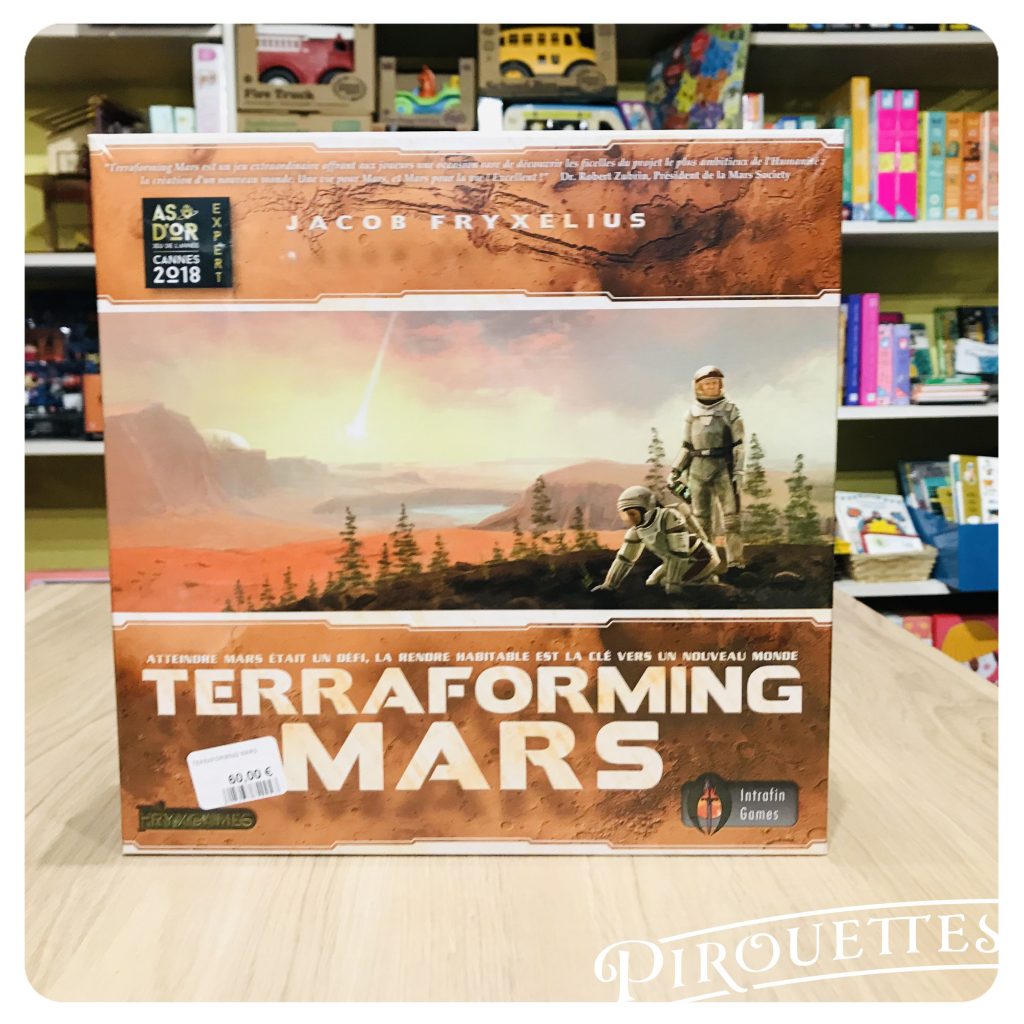 Fire Truck
"Terraforming Mars est un jeu extraordinaire offrant aux joueurs une occasion rare de découvrir les ficelles du projet le plus ambitieux de l'Humanité :
la création d'un nouveau monde. Une vue pour Mars, et Mars pour la vie ! Excellent !" Dr. Robert Zubrin, Président de la Mars Society
AS D'OR
JEU DE L'ANNÉE
CANNES
2018
EXPERT
JACOB FRYXELIUS
ATTEINDRE MARS ÉTAIT UN DÉFI, LA RENDRE HABITABLE EST LA CLÉ VERS UN NOUVEAU MONDE
TERRAFORMING
MARS
TERRAFORMING MARS
60,00 €
FRYXGAMES
Intrafin
Games
PIROUETTES